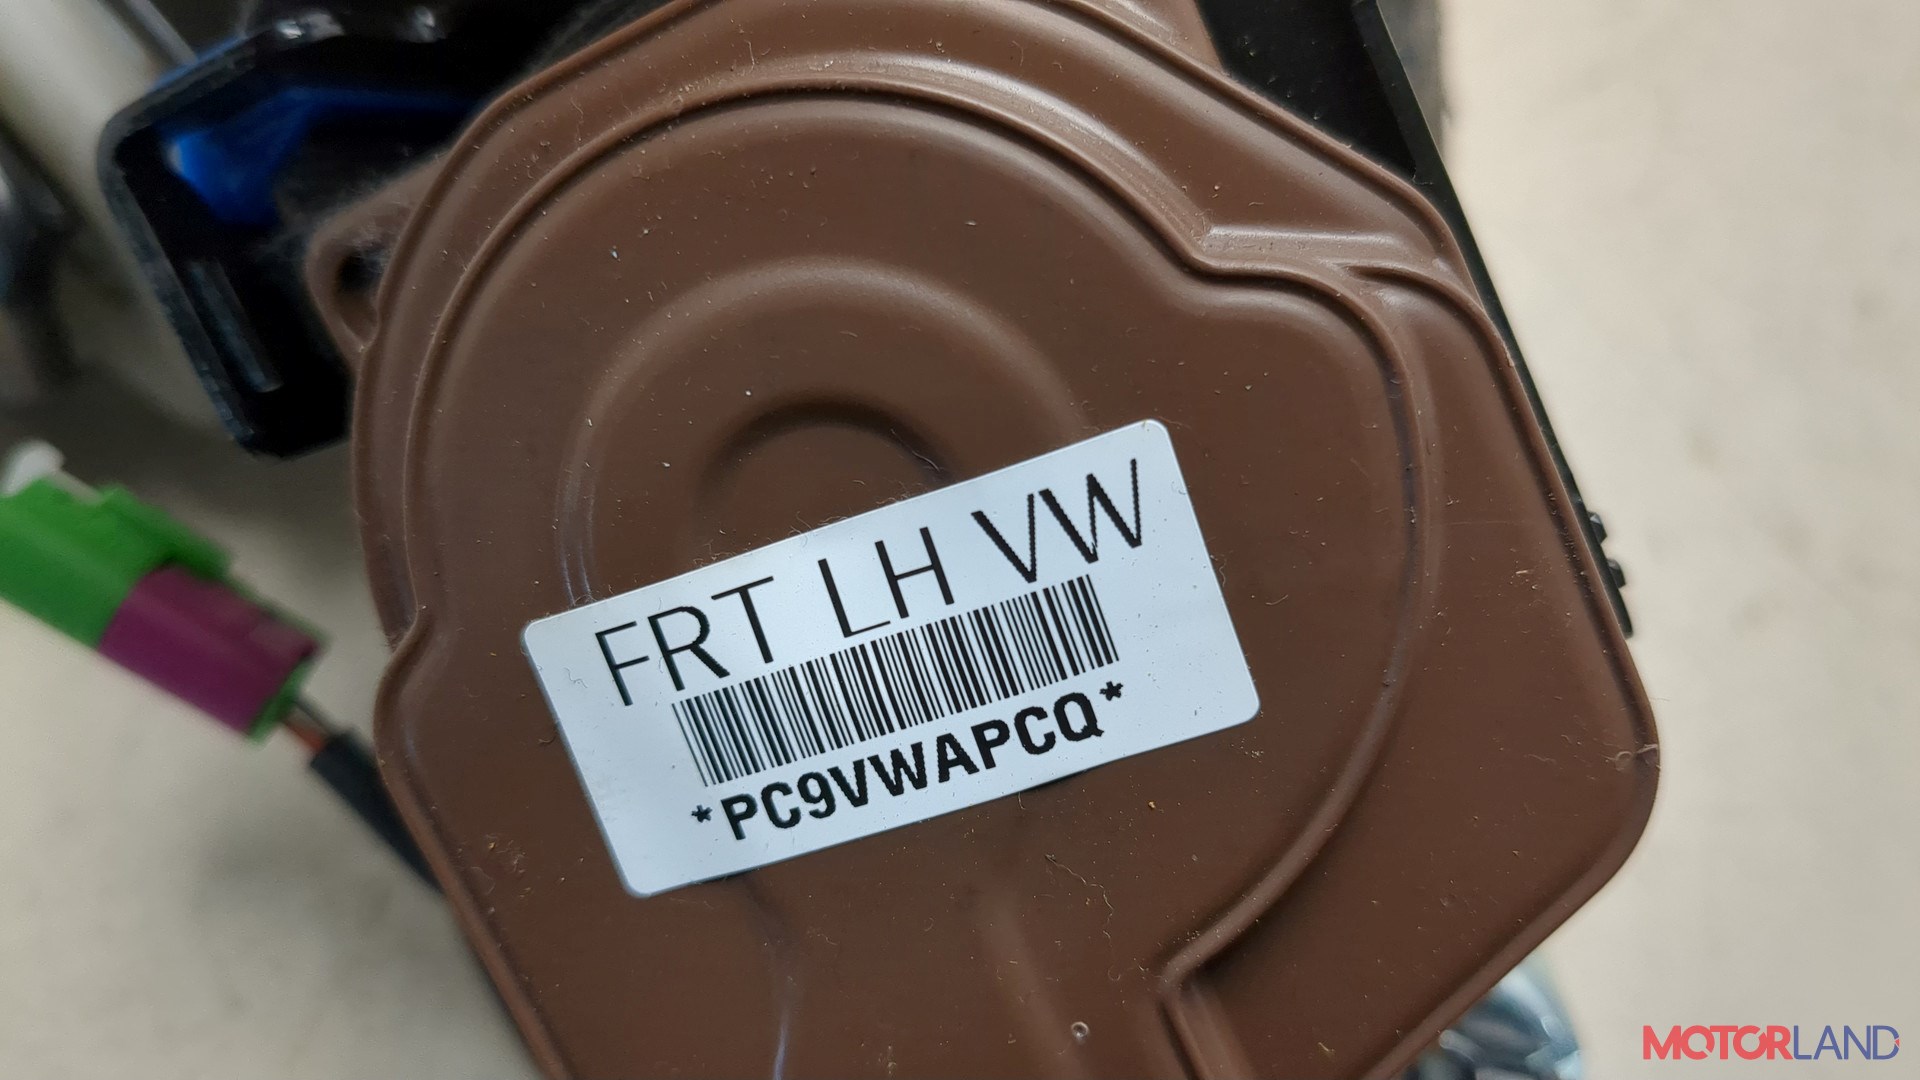 FRT LH VW
*PC9VWAPCQ*
MOTORLAND